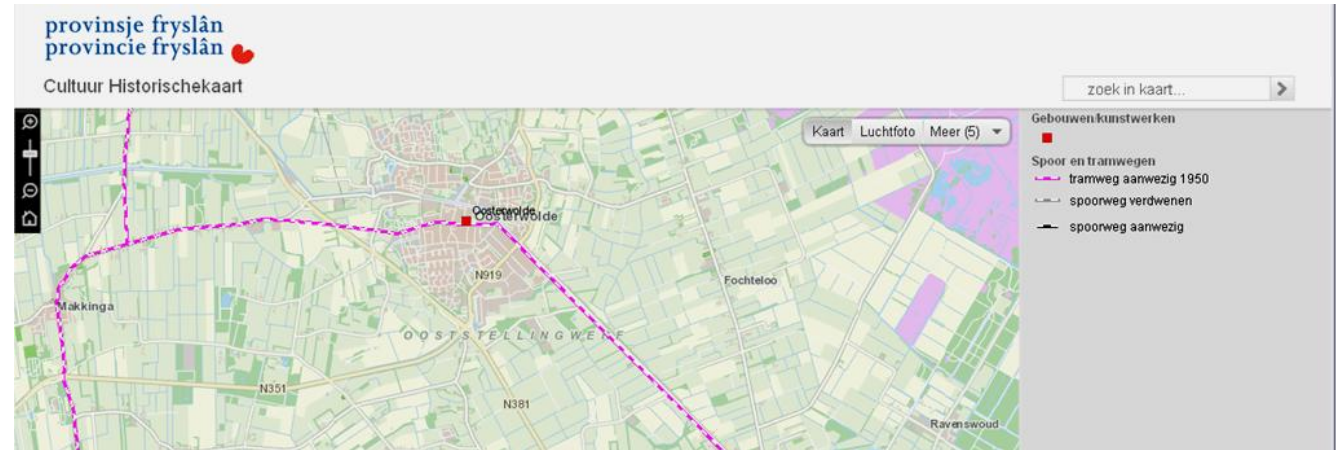 provinsje fryslân
provincie fryslân
Cultuur Historischekaart
zoek in kaart...
Kaart Luchtfoto Meer (5)
Gebouwen/kunstwerken
Spoor en tramwegen
tramweg aanwezig 1950
spoorweg verdwenen
spoorweg aanwezig
Oosterwolde
Oosterwolde
N919
Fochteloo
Makkinga
OOSTSTELLINGWERF
N351
N381
Ravenswoud